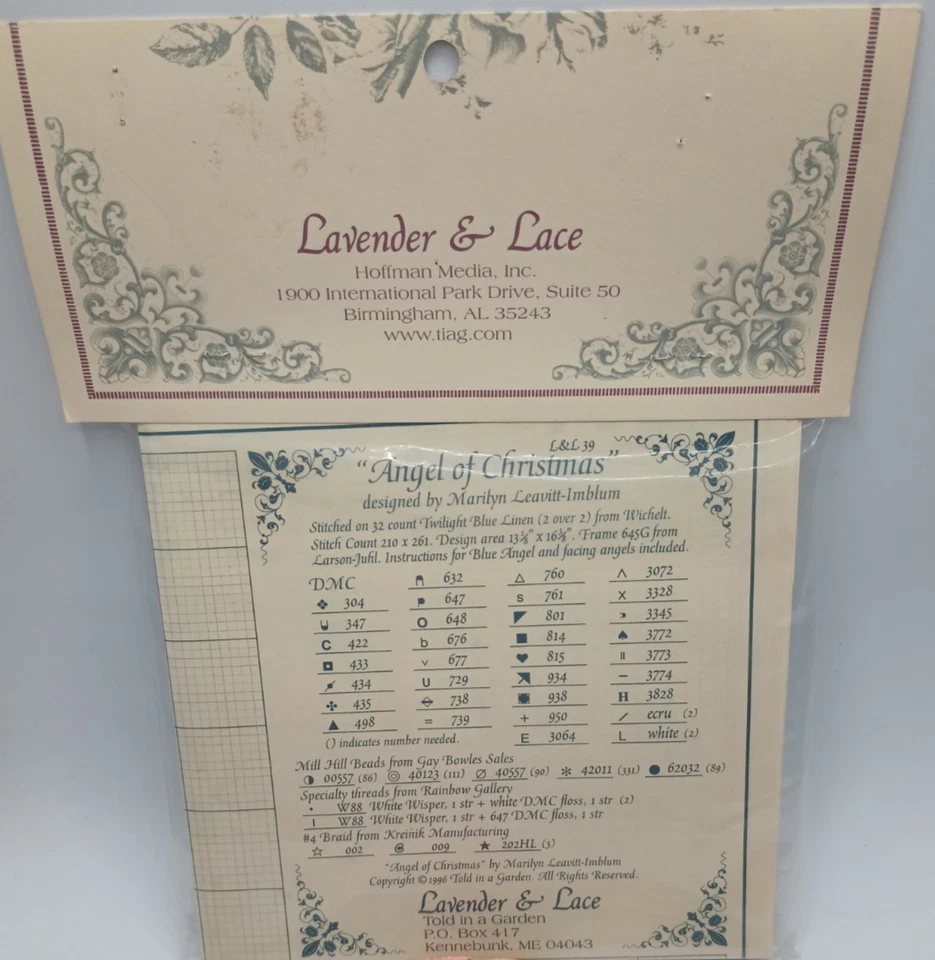 Lavender & Lace
Hoffman Media, Inc.
1900 International Park Drive, Suite 50
Birmingham, AL 35243
www.tiag.com
L&L 39
"Angel of Christmas"
designed by Marilyn Leavitt-Imblum
Stitched on 32 count Twilight Blue Linen (2 over 2) from Wichelt.
Stitch Count 210 x 261. Design area 13⅛" x 16⅜". Frame 645G from
Larson-Juhl. Instructions for Blue Angel and facing angels included.
DMC
304
347
C 422
433
434
435
498
632
P 647
O 648
b 676
v 677
U 729
738
= 739
760
s 761
801
814
815
934
938
+ 950
E 3064
3072
X 3328
3345
3772
3773
– 3774
H 3828
/ ecru (2)
L white (2)
() indicates number needed.
Mill Hill Beads from Gay Bowles Sales
00557 (86) 40123 (111) 40557 (90) 42011 (331) 62032 (89)
Specialty threads from Rainbow Gallery
• W88 White Wisper, 1 str + white DMC floss, 1 str (2)
I W88 White Wisper, 1 str + 647 DMC floss, 1 str
#4 Braid from Kreinik Manufacturing
☆ 002 009 ★ 202HL (3)
"Angel of Christmas" by Marilyn Leavitt-Imblum
Copyright ©1996 Told in a Garden. All Rights Reserved.
Lavender & Lace
Told in a Garden
P.O. Box 417
Kennebunk, ME 04043